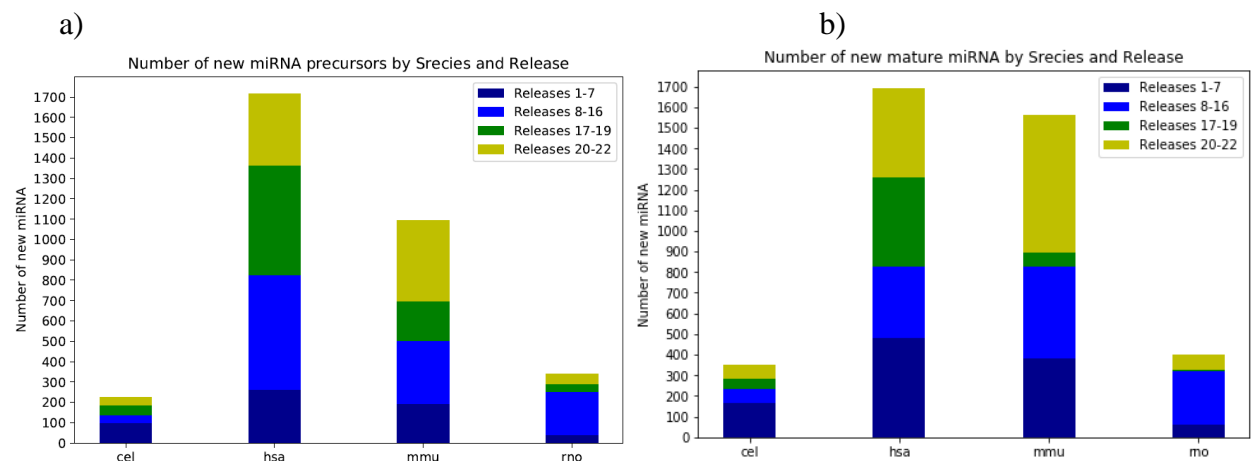 a)
Number of new miRNA precursors by Srecies and Release
Number of new miRNA
1700
1600
1500
1400
1300
1200
1100
1000
900
800
700
600
500
400
300
200
100
0
Releases 1-7
Releases 8-16
Releases 17-19
Releases 20-22
cel hsa mmu rno
b)
Number of new mature miRNA by Srecies and Release
Number of new miRNA
1700
1600
1500
1400
1300
1200
1100
1000
900
800
700
600
500
400
300
200
100
0
Releases 1-7
Releases 8-16
Releases 17-19
Releases 20-22
cel hsa mmu rno